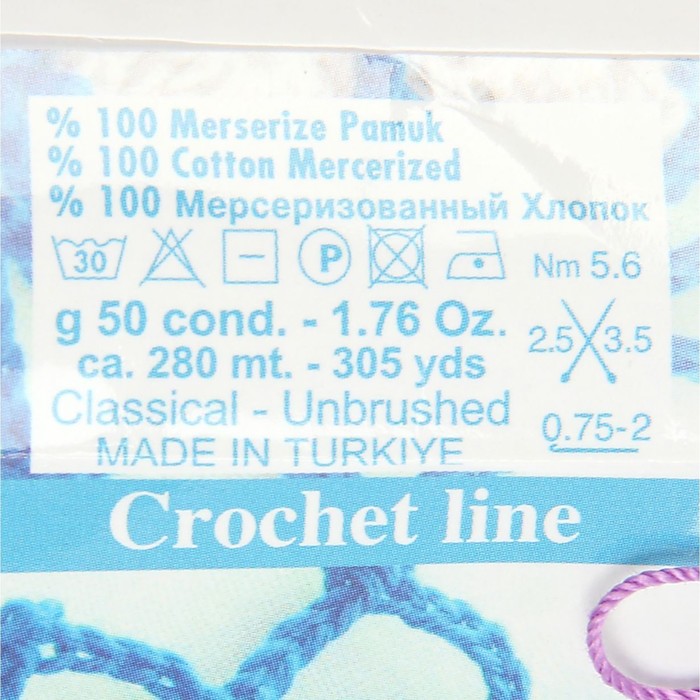 % 100 Merserize Pamuk
% 100 Cotton Mercerized
% 100 Мерсеризованный Хлопок
30 P Nm 5.6
g 50 cond. - 1.76 Oz.
2.5 3.5
ca. 280 mt. - 305 yds
Classical - Unbrushed
0.75-2
MADE IN TURKIYE
Crochet line